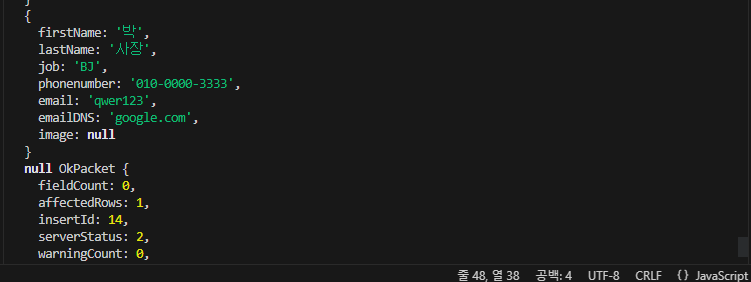 }
{
  firstName: '박',
  lastName: '사장',
  job: 'BJ',
  phonenumber: '010-0000-3333',
  email: 'qwer123',
  emailDNS: 'google.com',
  image: null
}
null OkPacket {
  fieldCount: 0,
  affectedRows: 1,
  insertId: 14,
  serverStatus: 2,
  warningCount: 0,
줄 48, 열 38 공백: 4 UTF-8 CRLF {} JavaScript